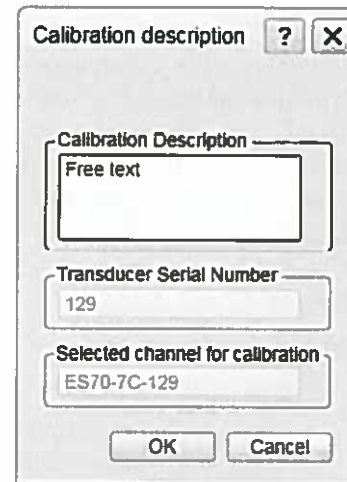 Calibration description ? X
Calibration Description
Free text
Transducer Serial Number
129
Selected channel for calibration
ES70-7C-129
OK Cancel